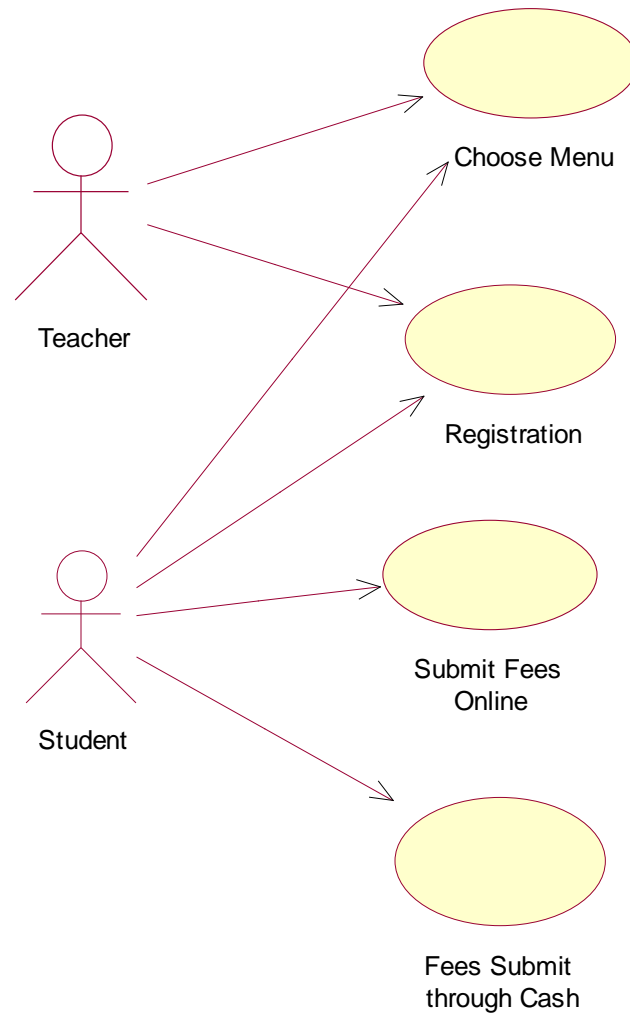 Choose Menu
Teacher
Registration
Submit Fees
Online
Student
Fees Submit
through Cash